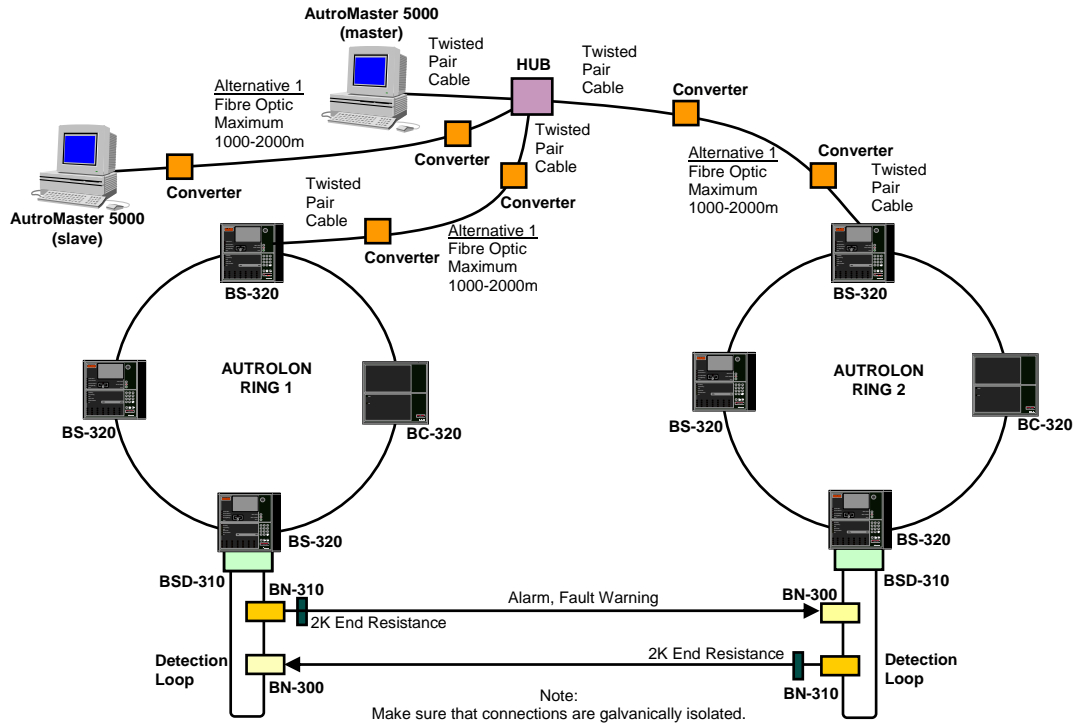 AutroMaster 5000
(master)
Twisted
Pair
Cable
HUB
Twisted
Pair
Cable
Converter
Alternative 1
Fibre Optic
Maximum
1000-2000m
Twisted
Pair
Cable
Converter
Converter
AutroMaster 5000
(slave)
Converter
Converter
Twisted
Pair
Cable
Converter
Alternative 1
Fibre Optic
Maximum
1000-2000m
Alternative 1
Fibre Optic
Maximum
1000-2000m
Twisted
Pair
Cable
BS-320
BS-320
AUTROLON
RING 1
AUTROLON
RING 2
BS-320
BC-320
BS-320
BC-320
BS-320
BS-320
BSD-310
BSD-310
BN-310
Alarm, Fault Warning
BN-300
2K End Resistance
2K End Resistance
Detection
Loop
BN-300
BN-310
Detection
Loop
Note:
Make sure that connections are galvanically isolated.